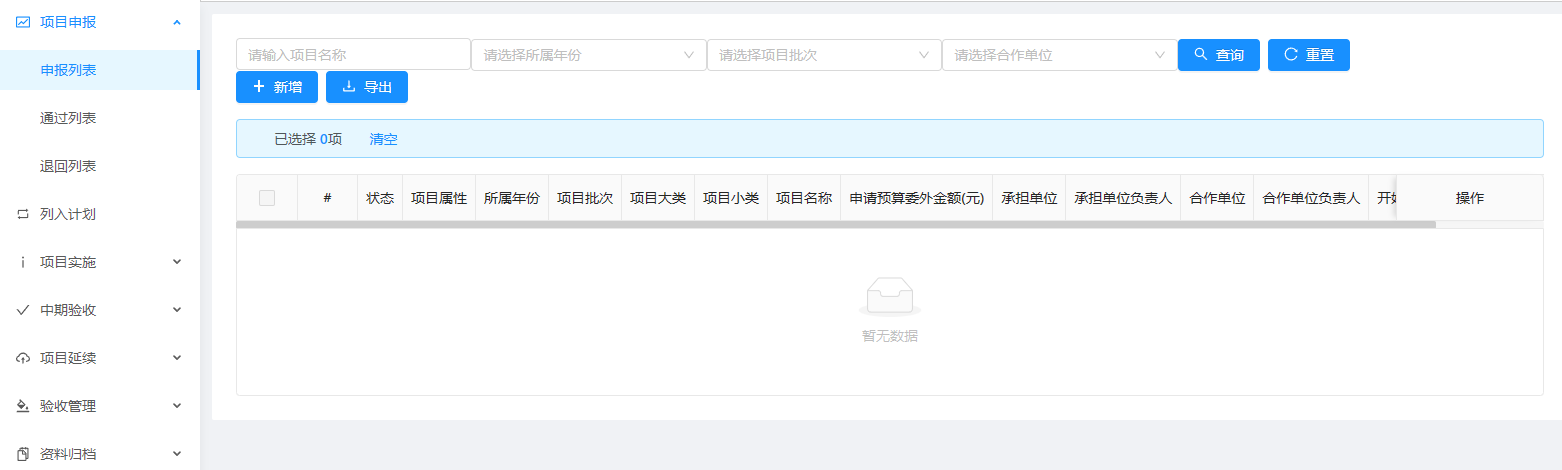 项目申报
申报列表
通过列表
退回列表
列入计划
项目实施
中期验收
项目延续
验收管理
资料归档
请输入项目名称 请选择所属年份 请选择项目批次 请选择合作单位 查询 重置
新增 导出
已选择 0项 清空
# 状态 项目属性 所属年份 项目批次 项目大类 项目小类 项目名称 申请预算委外金额(元) 承担单位 承担单位负责人 合作单位 合作单位负责人 开 操作
暂无数据